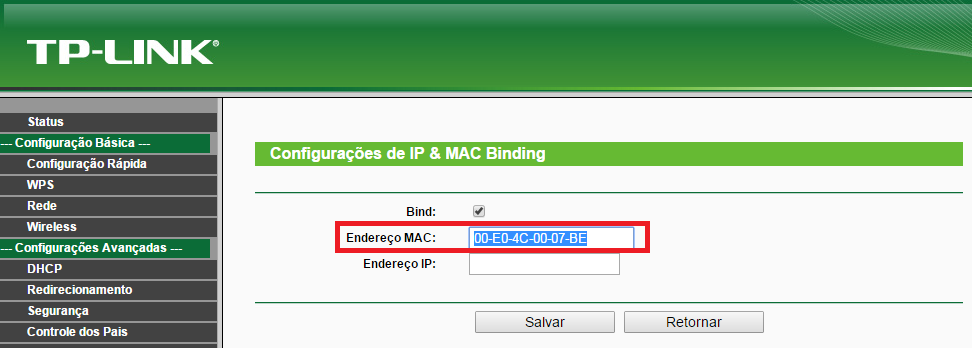 TP-LINK®
Status
--- Configuração Básica ---
Configuração Rápida
WPS
Rede
Wireless
--- Configurações Avançadas ---
DHCP
Redirecionamento
Segurança
Controle dos Pais
Configurações de IP & MAC Binding
Bind:
Endereço MAC: 00-E0-4C-00-07-BE
Endereço IP:
Salvar Retornar